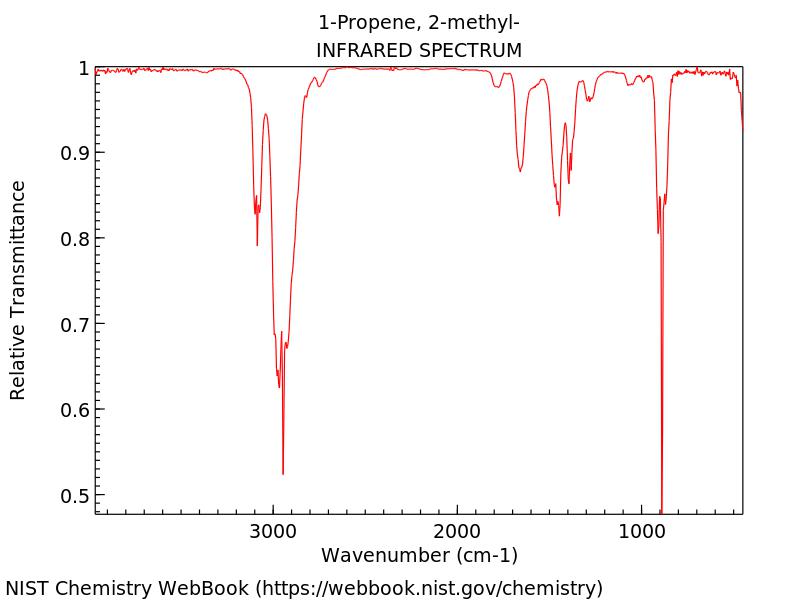 1-Propene, 2-methyl-
INFRARED SPECTRUM
1
0.9
0.8
0.7
0.6
0.5
Relative Transmittance
3000 2000 1000
Wavenumber (cm-1)
NIST Chemistry WebBook (https://webbook.nist.gov/chemistry)